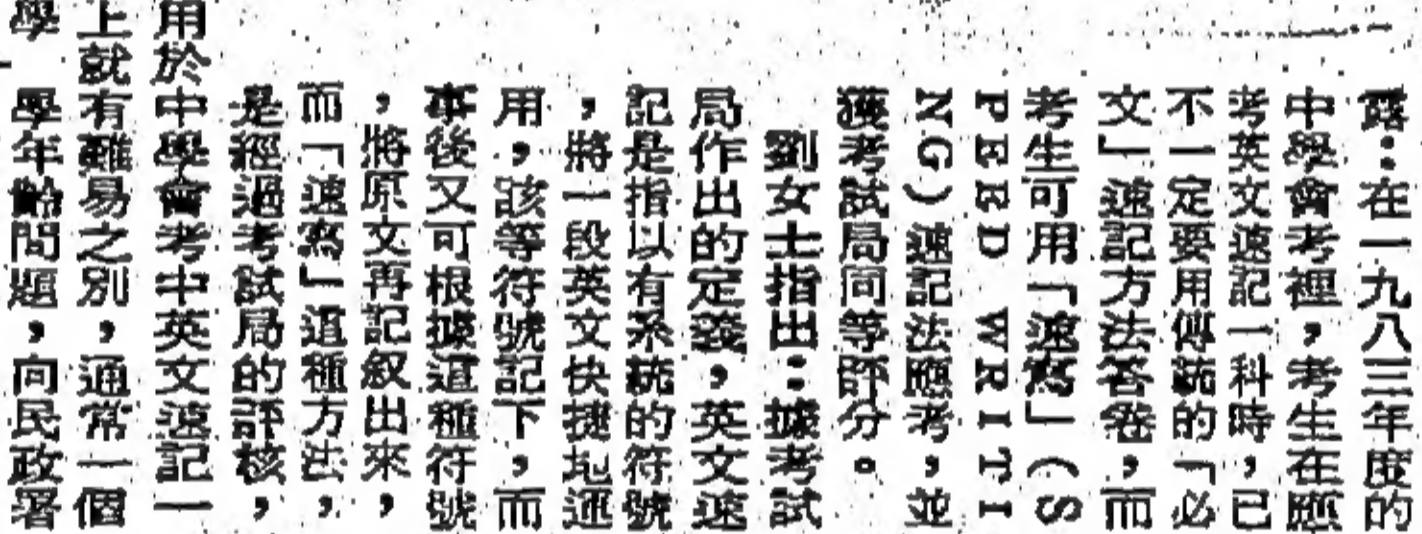 露：在一九八三年度的
中學會考裡，考生在應
考英文速記一科時，已
不一定要用傳統的「必
文」速記方法答卷，而
考生可用「速寫」（S
PEED WRITI
NG）速記法應考，並
獲考試局同等評分。
劉女士指出：據考試
局作出的定義，英文速
記是指以有系統的符號
，將一段英文快捷地運
用，該等符號記下，而
事後又可根據這種符號
，將原文再記叙出來，
而「速寫」這種方法，
是經過考試局的評核，
用於中學會考中英文速記一
上就有難易之別，通常一個
學 學年齡問題，向民政署